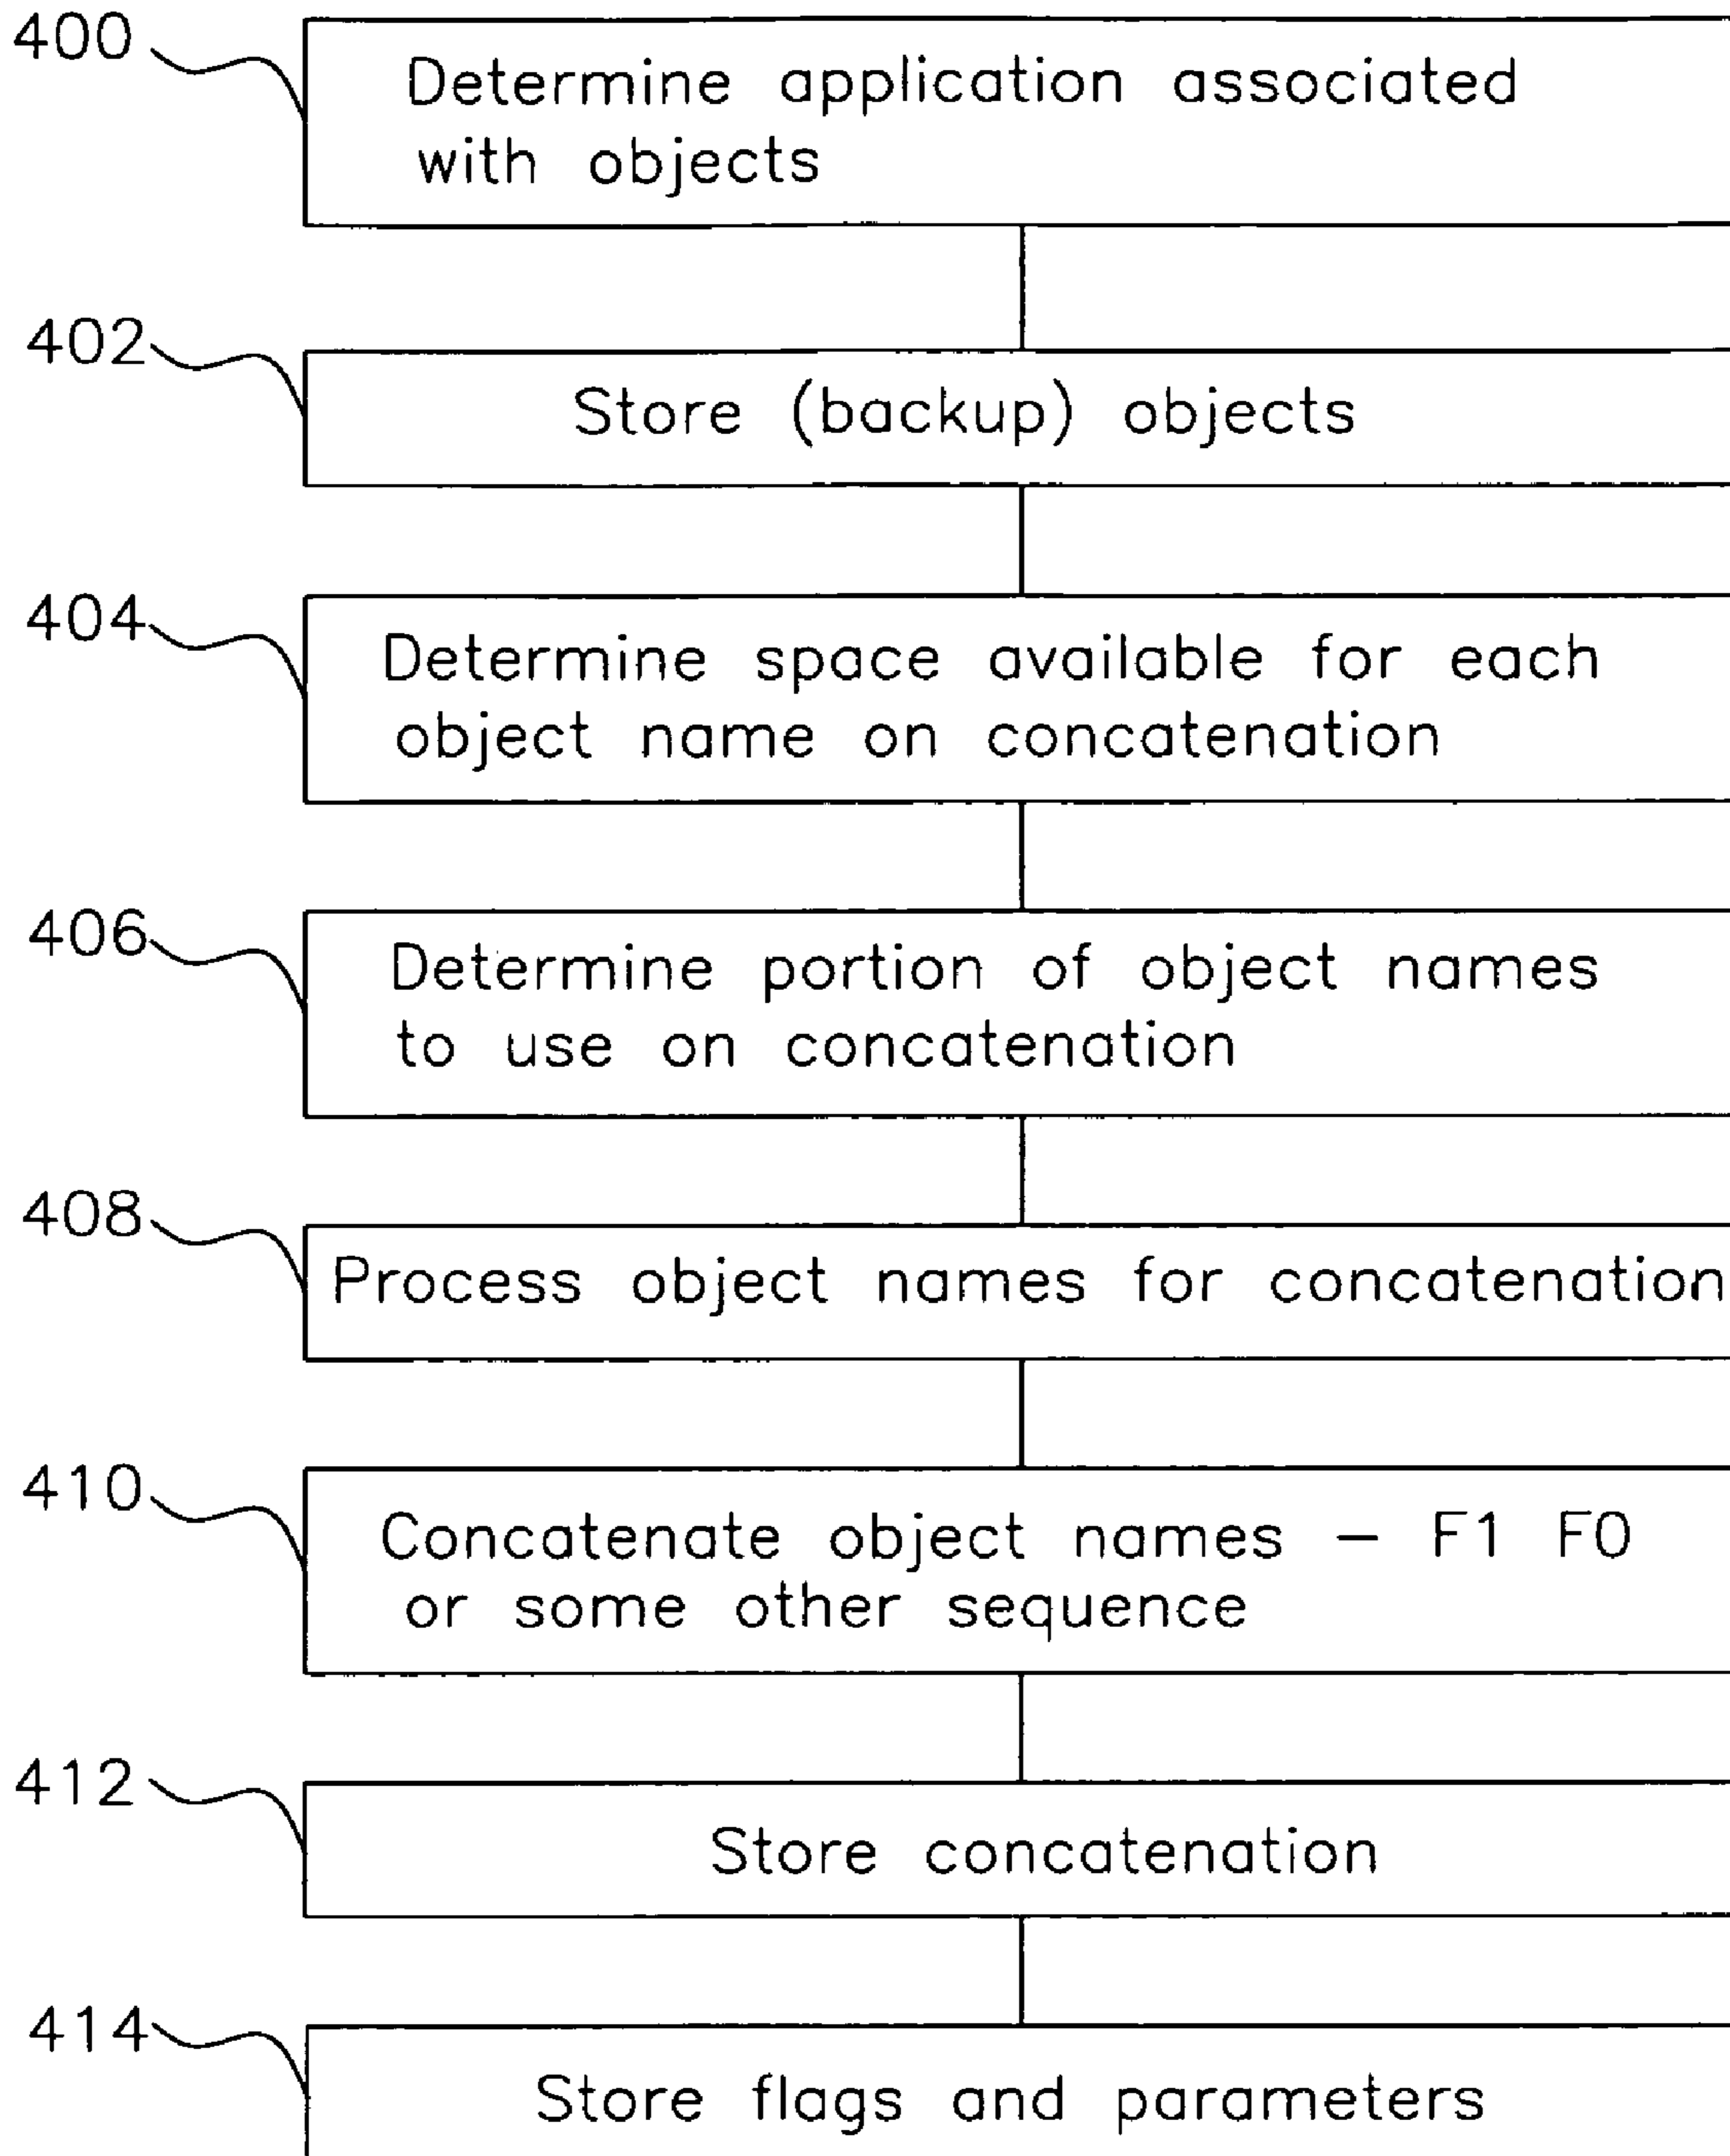 400
Determine application associated
with objects
402
Store (backup) objects
404
Determine space available for each
object name on concatenation
406
Determine portion of object names
to use on concatenation
408
Process object names for concatenation
410
Concatenate object names – F1 F0
or some other sequence
412
Store concatenation
414
Store flags and parameters